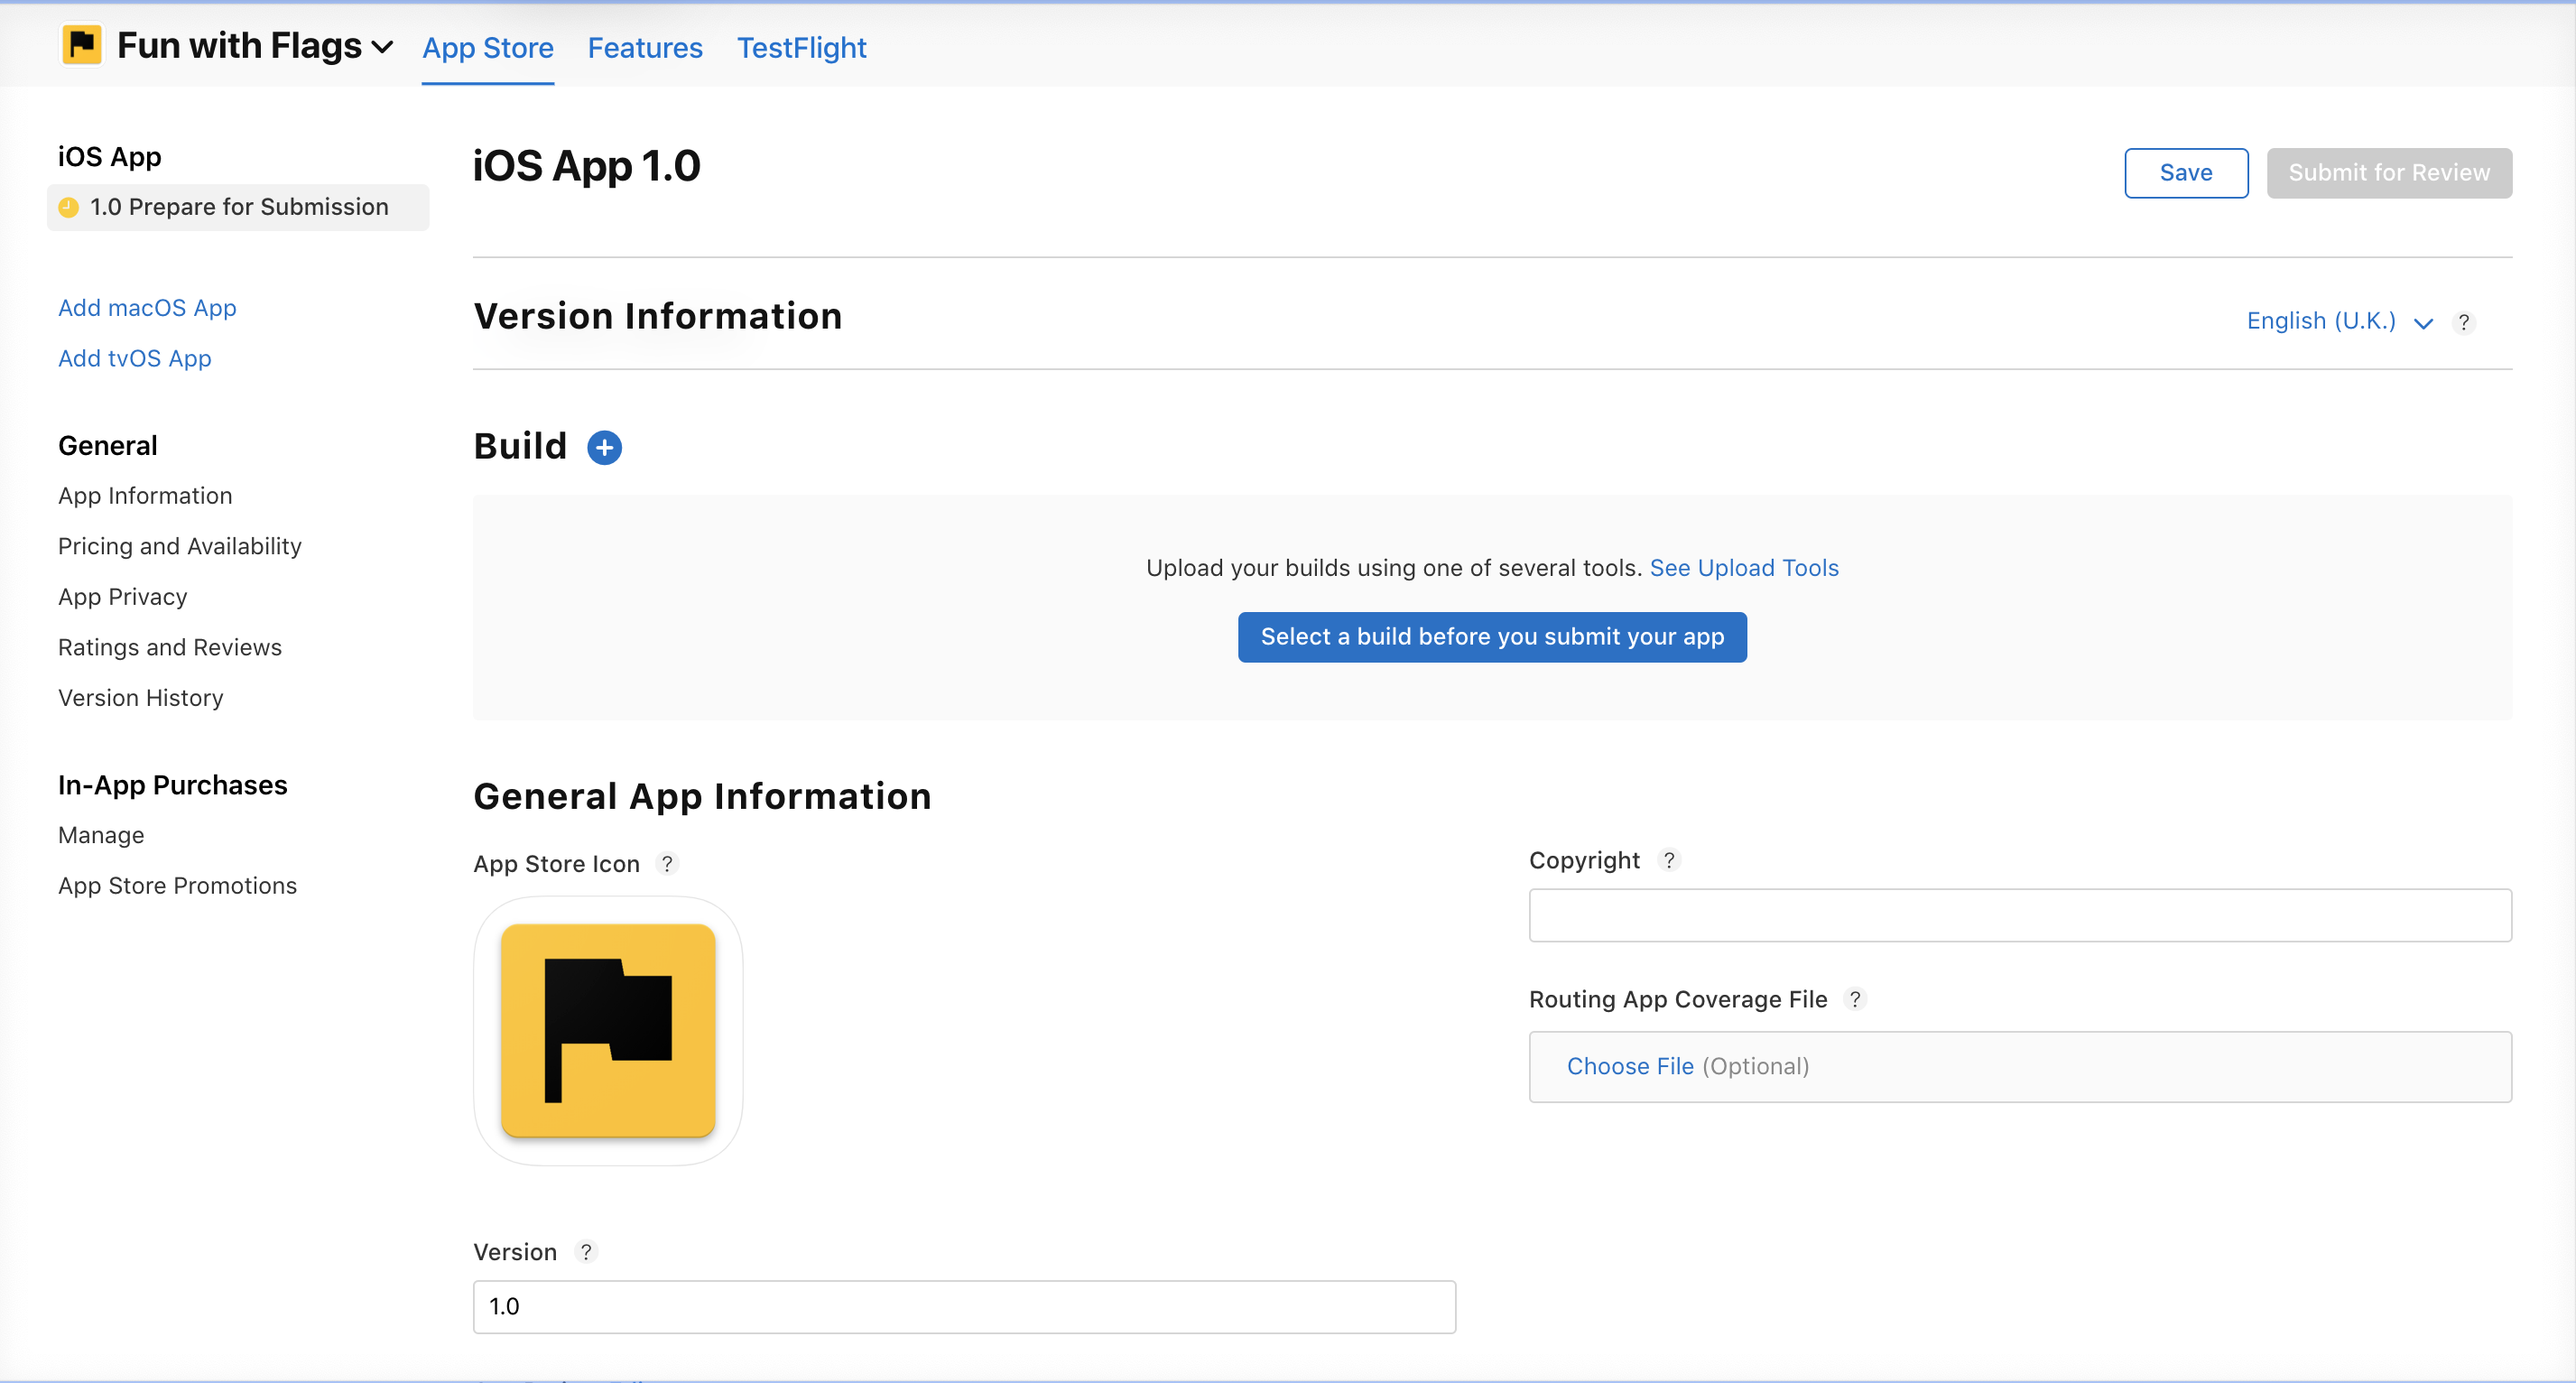 Fun with Flags
App Store
Features
TestFlight
iOS App
1.0 Prepare for Submission
Add macOS App
Add tvOS App
General
App Information
Pricing and Availability
App Privacy
Ratings and Reviews
Version History
In-App Purchases
Manage
App Store Promotions
iOS App 1.0
Save
Submit for Review
Version Information
English (U.K.)
?
Build
Upload your builds using one of several tools. See Upload Tools
Select a build before you submit your app
General App Information
App Store Icon ?
Copyright ?
Routing App Coverage File ?
Choose File (Optional)
Version ?
1.0